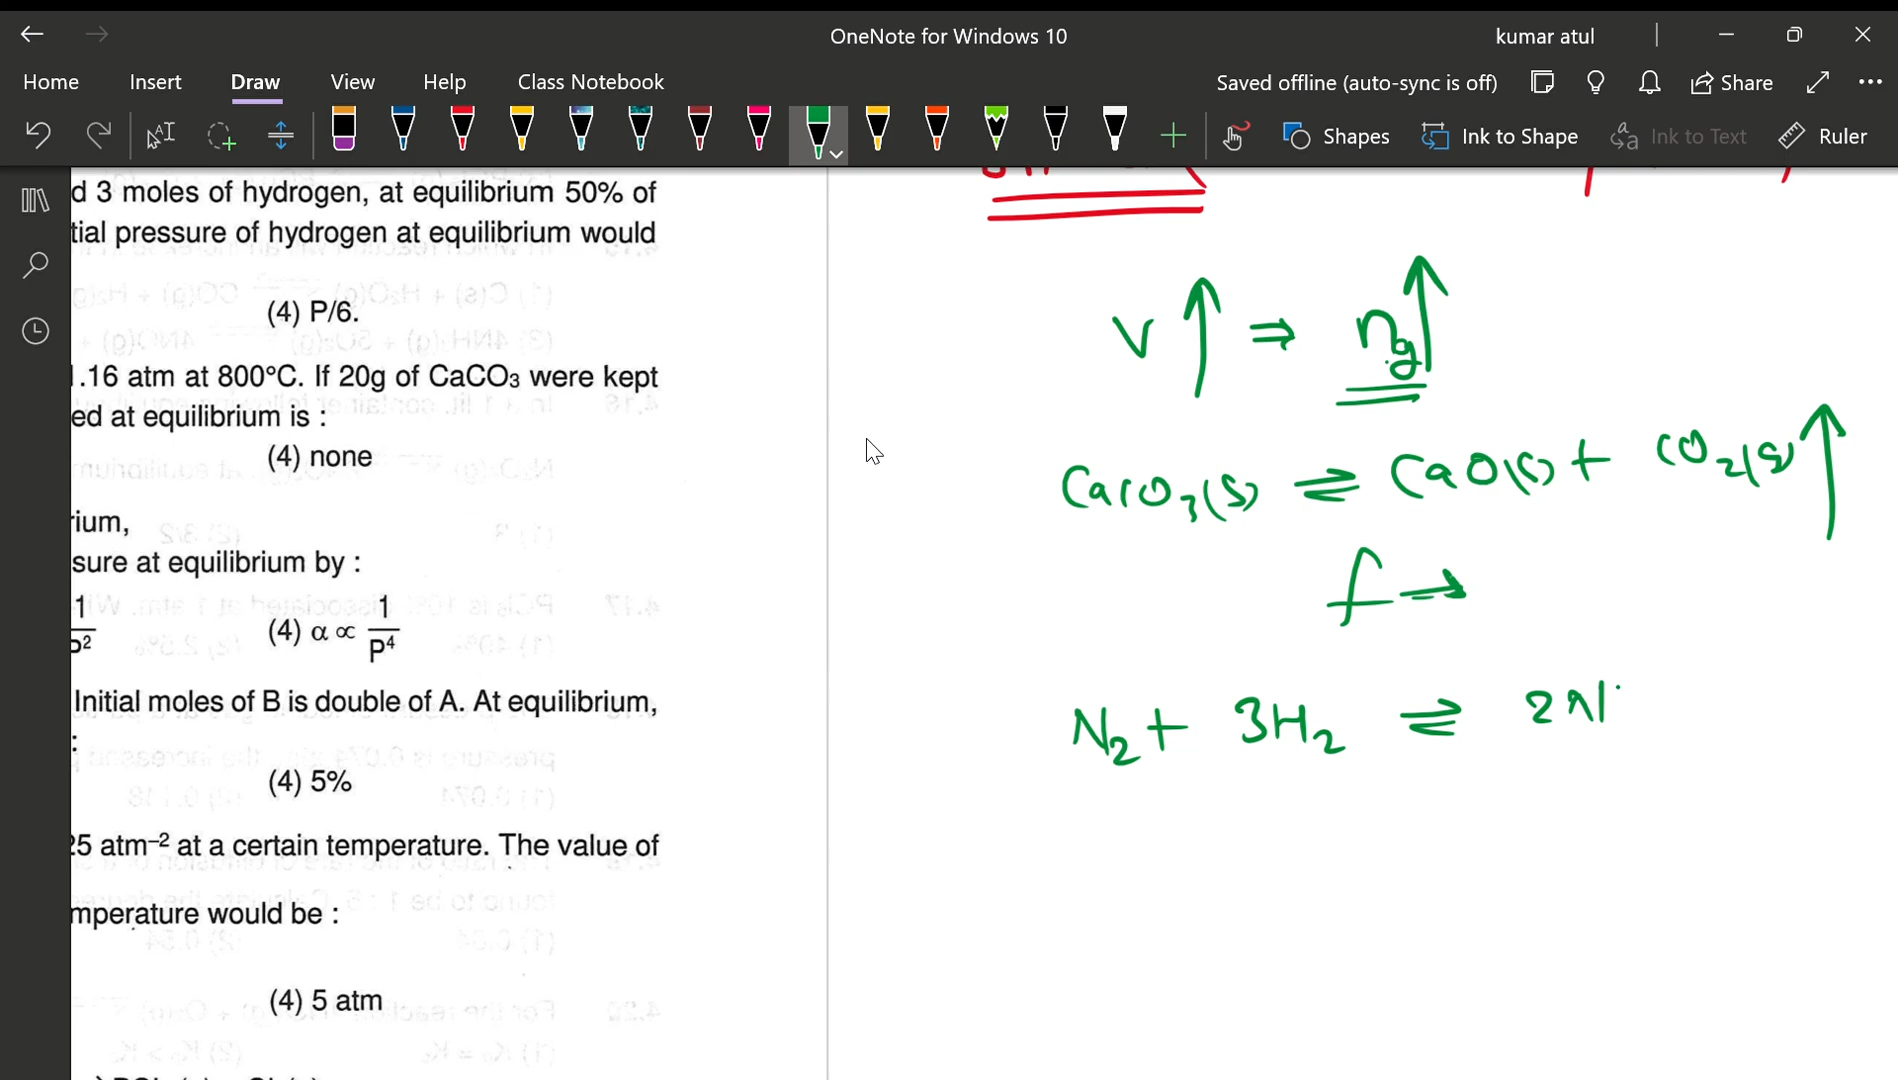 OneNote for Windows 10
kumar atul
Home Insert Draw View Help Class Notebook
Saved offline (auto-sync is off) Share
Shapes Ink to Shape Ink to Text Ruler
d 3 moles of hydrogen, at equilibrium 50% of
tial pressure of hydrogen at equilibrium would
(4) P/6.
1.16 atm at 800°C. If 20g of CaCO₃ were kept
ed at equilibrium is :
(4) none
rium,
sure at equilibrium by :
1/P² (4) α ∝ 1/P⁴
Initial moles of B is double of A. At equilibrium,
:
(4) 5%
25 atm⁻² at a certain temperature. The value of
mperature would be :
(4) 5 atm
V ↑ ⇒ ng ↑
CaCO₃(s) ⇌ CaO(s) + CO₂(g) ↑
f →
N₂ + 3H₂ ⇌ 2N